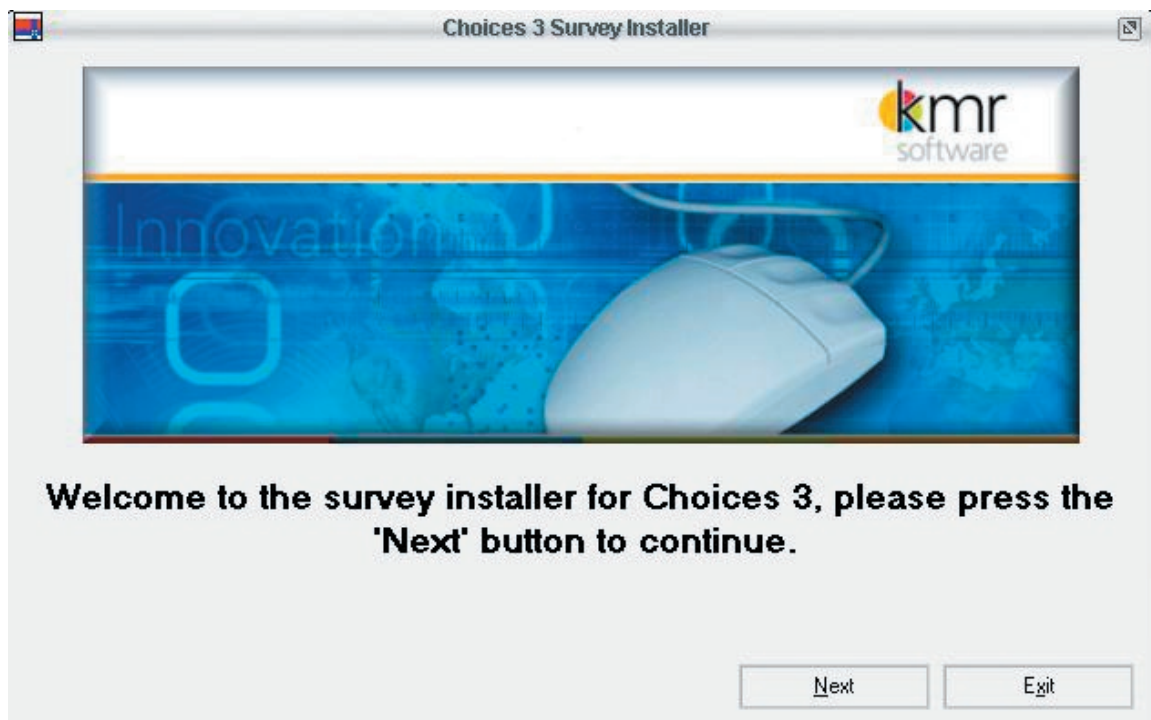 Choices 3 Survey Installer
kmr
software
Innovation
Welcome to the survey installer for Choices 3, please press the
'Next' button to continue.
Next
Exit